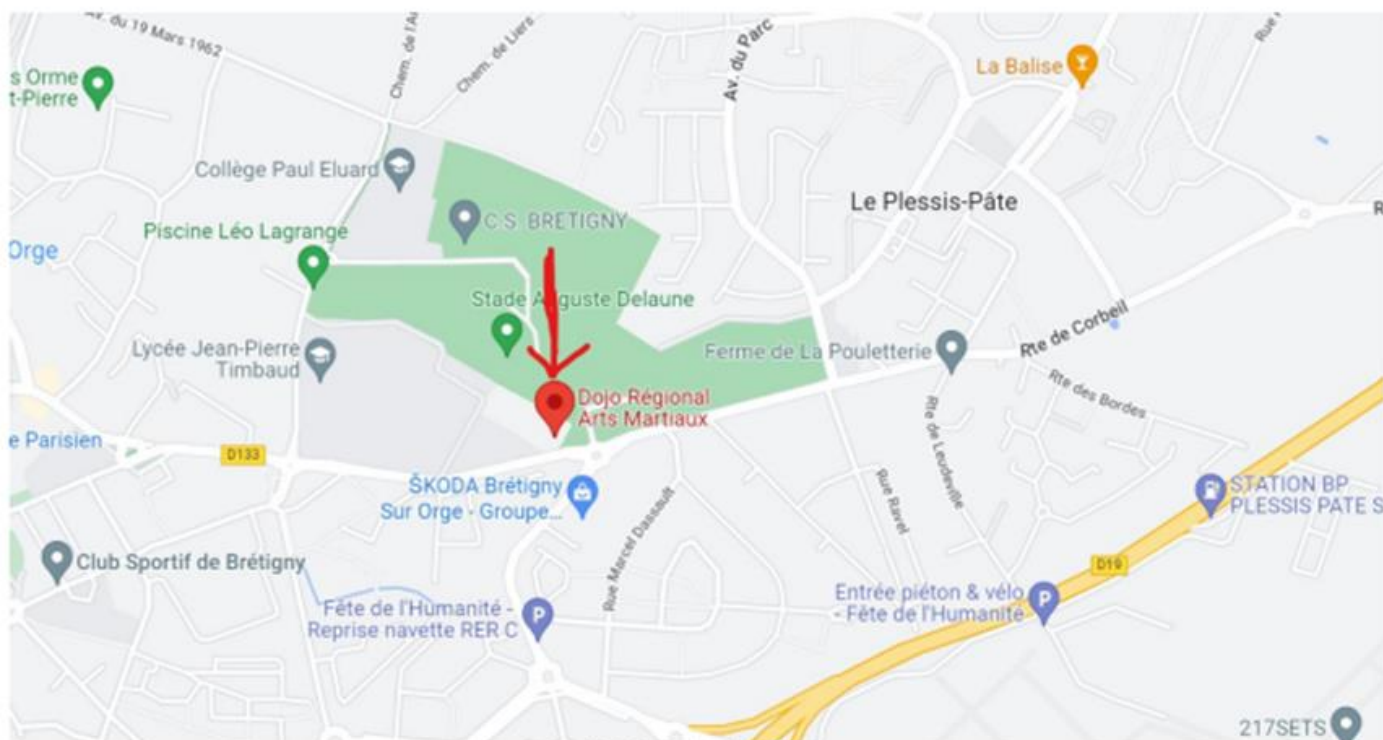 Av. du 19 Mars 1962
Chem. de l'A
Chem. de Liers
Av. du Parc
La Balise
Rue
s Orme
t-Pierre
Collège Paul Eluard
Le Plessis-Pâte
C.S. BRETIGNY
Piscine Léo Lagrange
Orge
R
Stade Auguste Delaune
Rte de Corbeil
Lycée Jean-Pierre
Timbaud
Ferme de La Pouletterie
Rte des Bordes
Dojo Régional
Arts Martiaux
Rte de Leudeville
e Parisien
D133
ŠKODA Brétigny
Sur Orge - Groupe...
Rue Ravel
STATION BP
PLESSIS PATE S
Rue Marcel Dassault
Club Sportif de Brétigny
D19
Entrée piéton & vélo
- Fête de l'Humanité
P
Fête de l'Humanité -
Reprise navette RER C
P
217SETS